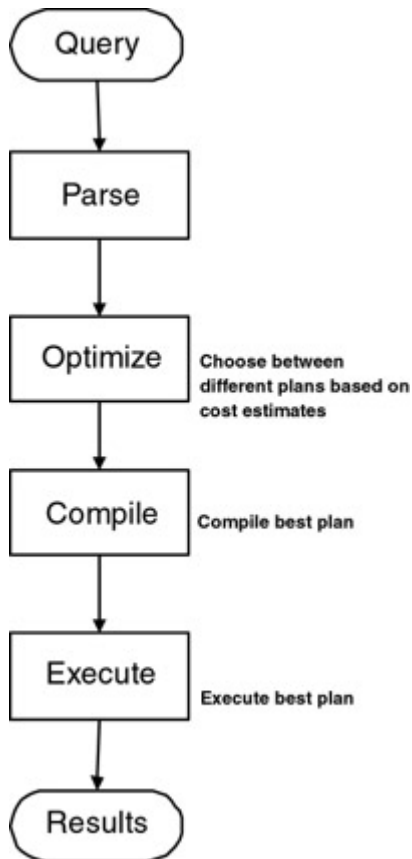 Query
Parse
Optimize
Choose between
different plans based on
cost estimates
Compile
Compile best plan
Execute
Execute best plan
Results